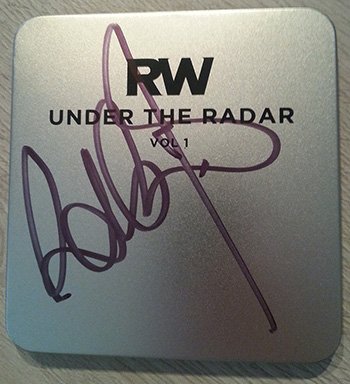 RW
UNDER THE RADAR
VOL 1